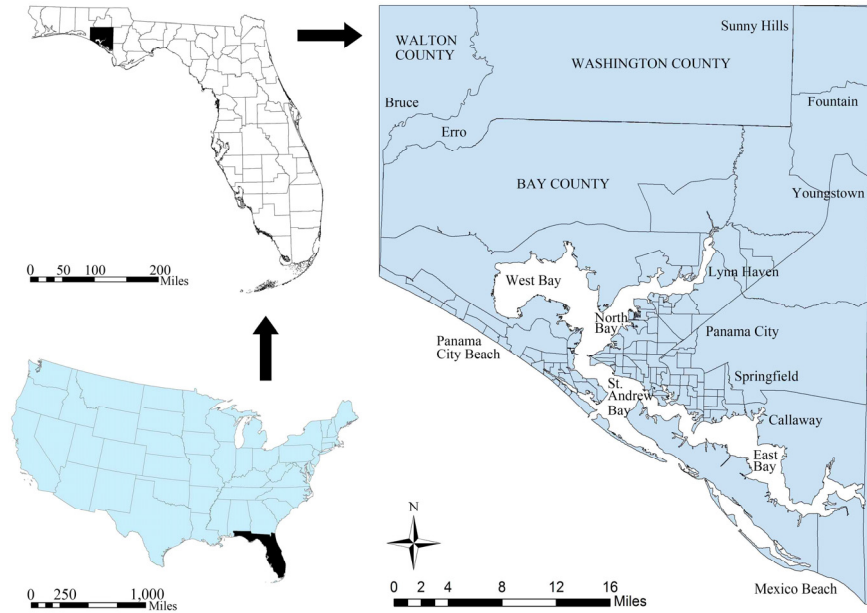 0 50 100 200
Miles
0 250 1,000
Miles
WALTON
COUNTY
Sunny Hills
WASHINGTON COUNTY
Bruce
Fountain
Erro
BAY COUNTY
Youngstown
Lynn Haven
West Bay
North
Bay
Panama City
Panama
City Beach
Springfield
St.
Andrew
Bay
Callaway
East
Bay
N
Mexico Beach
0 2 4 8 12 16
Miles